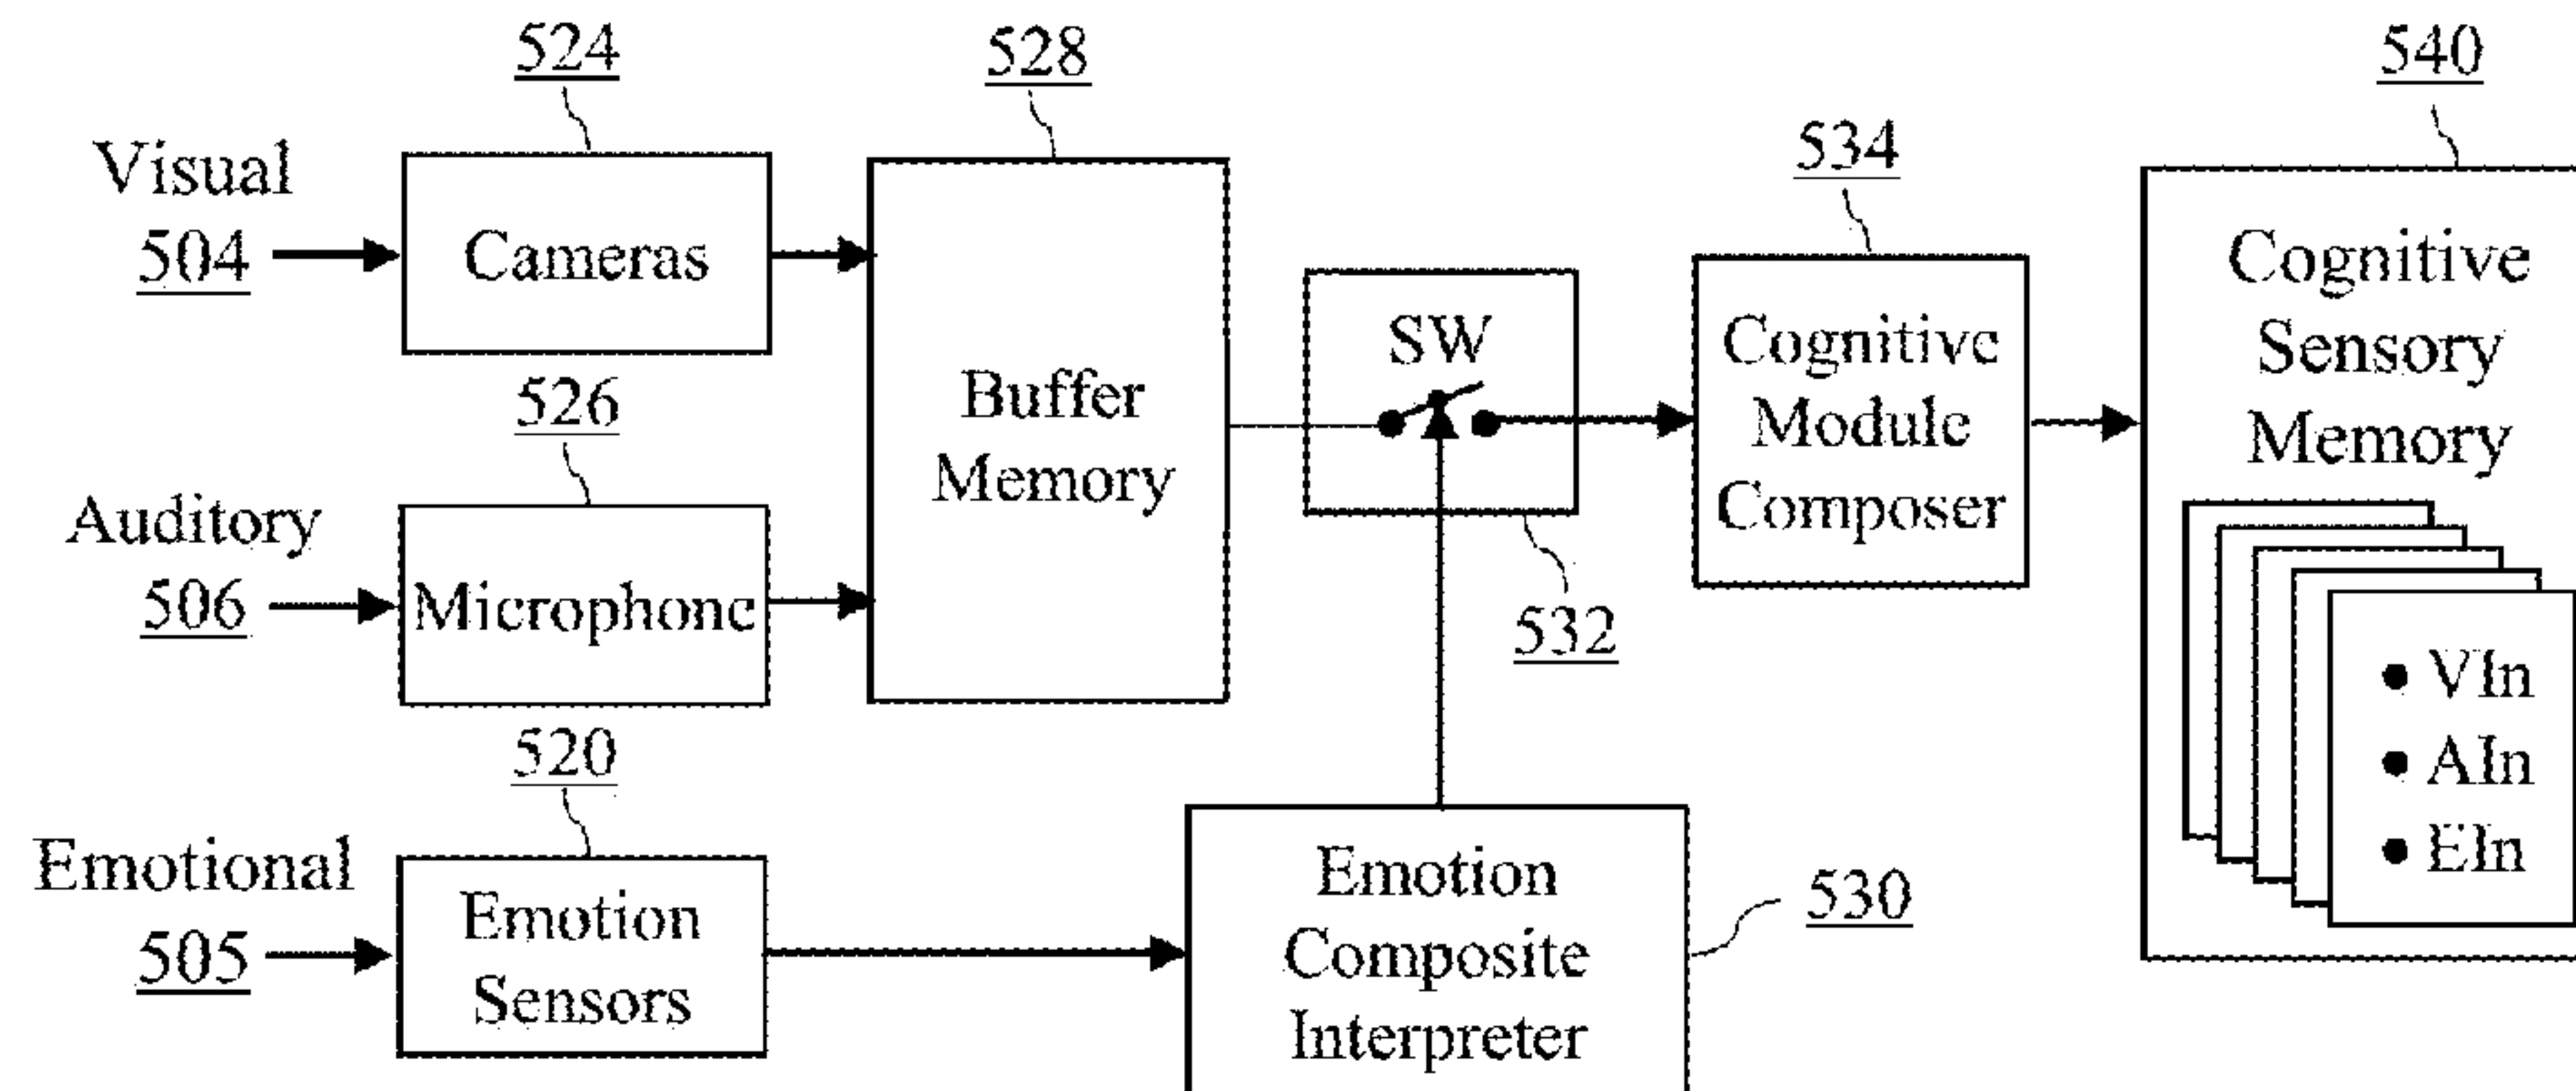 524
528
540
Visual
504
Cameras
534
Cognitive
Sensory
Memory
SW
Cognitive
Module
Composer
Buffer
Memory
526
Auditory
506
Microphone
532
VIn
AIn
EIn
520
Emotional
505
Emotion
Sensors
Emotion
Composite
Interpreter
530